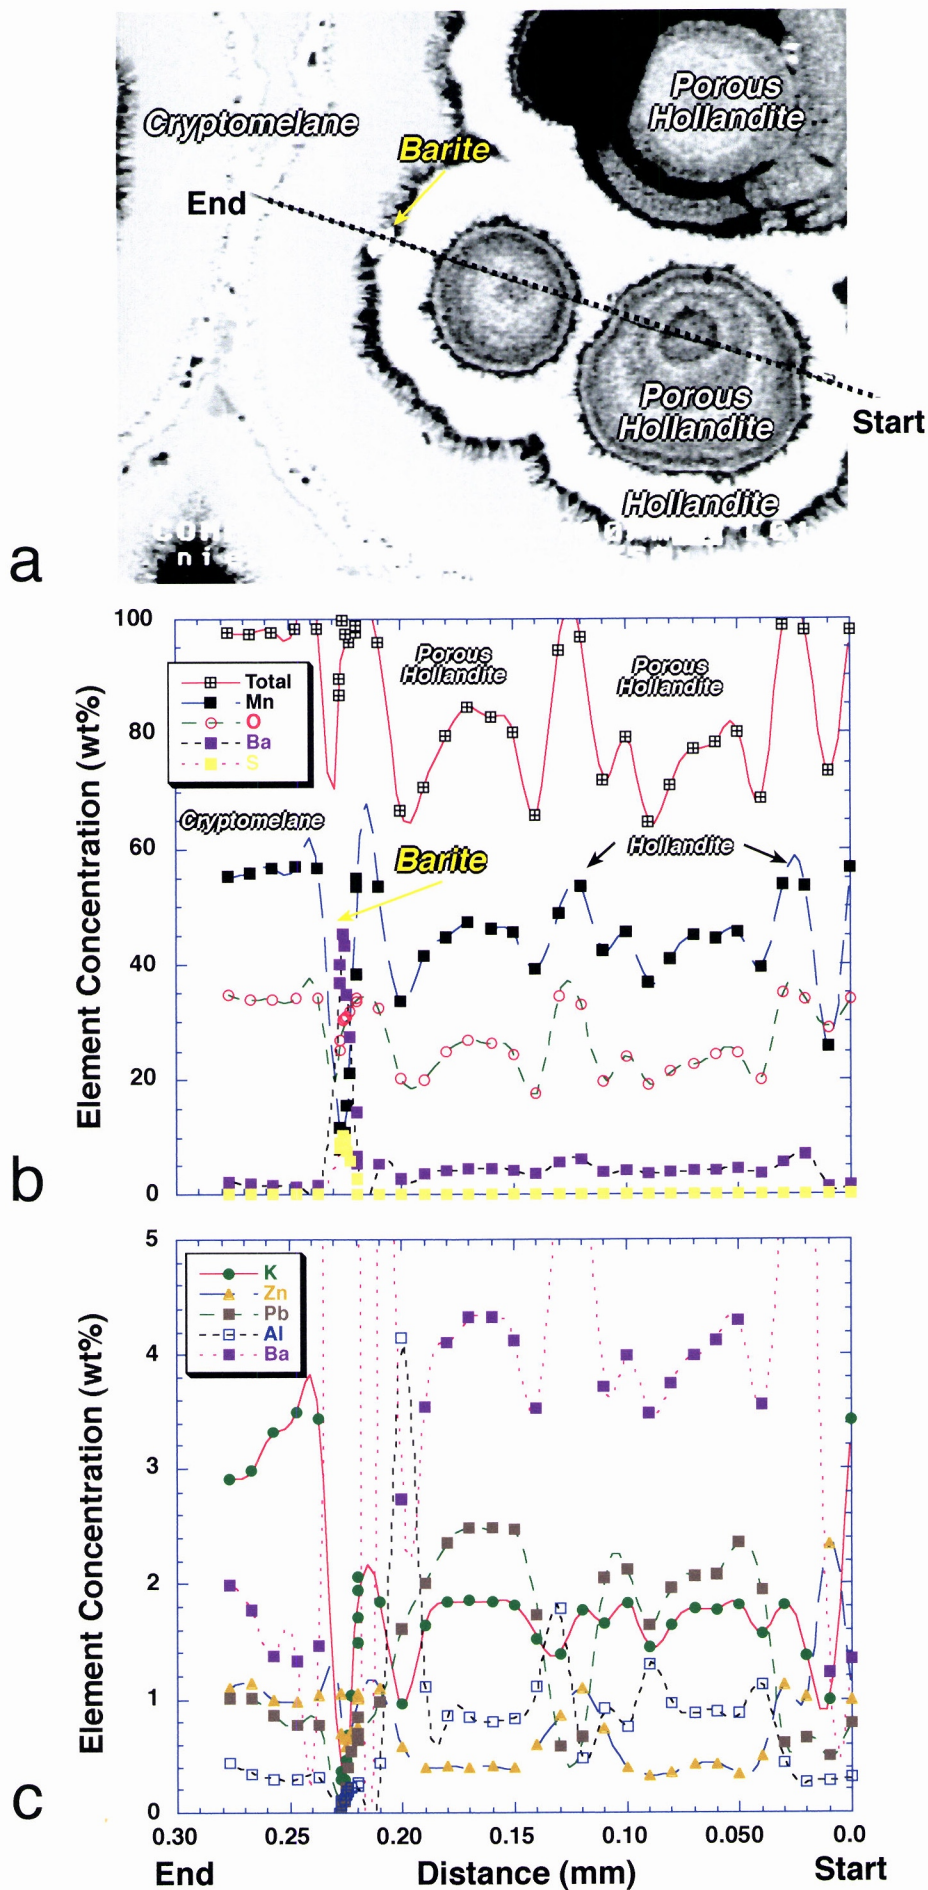 Porous
Hollandite
Cryptomelane
Barite
End
Porous
Hollandite
Start
Hollandite
a
100
Porous
Hollandite
Porous
Hollandite
Total
Mn
O
Ba
S
80
Cryptomelane
60
Hollandite
Barite
40
20
0
Element Concentration (wt%)
b
5
K
Zn
Pb
Al
Ba
4
3
2
1
0
Element Concentration (wt%)
c
0.30 0.25 0.20 0.15 0.10 0.050 0.0
End Distance (mm) Start